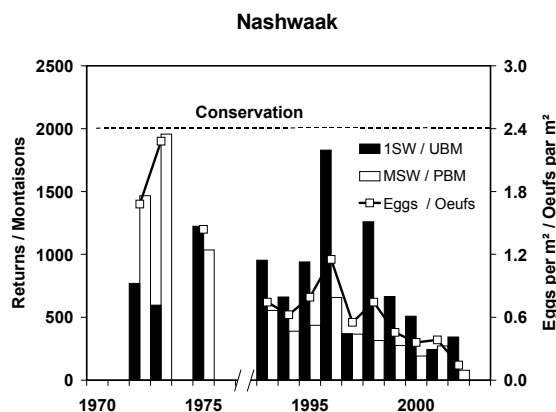 Nashwaak
2500
2000
1500
1000
500
0
Returns / Montaisons
3.0
2.4
1.8
1.2
0.6
0.0
Eggs per m² / Oeufs par m²
Conservation
1SW / UBM
MSW / PBM
Eggs / Oeufs
1970
1975
1995
2000